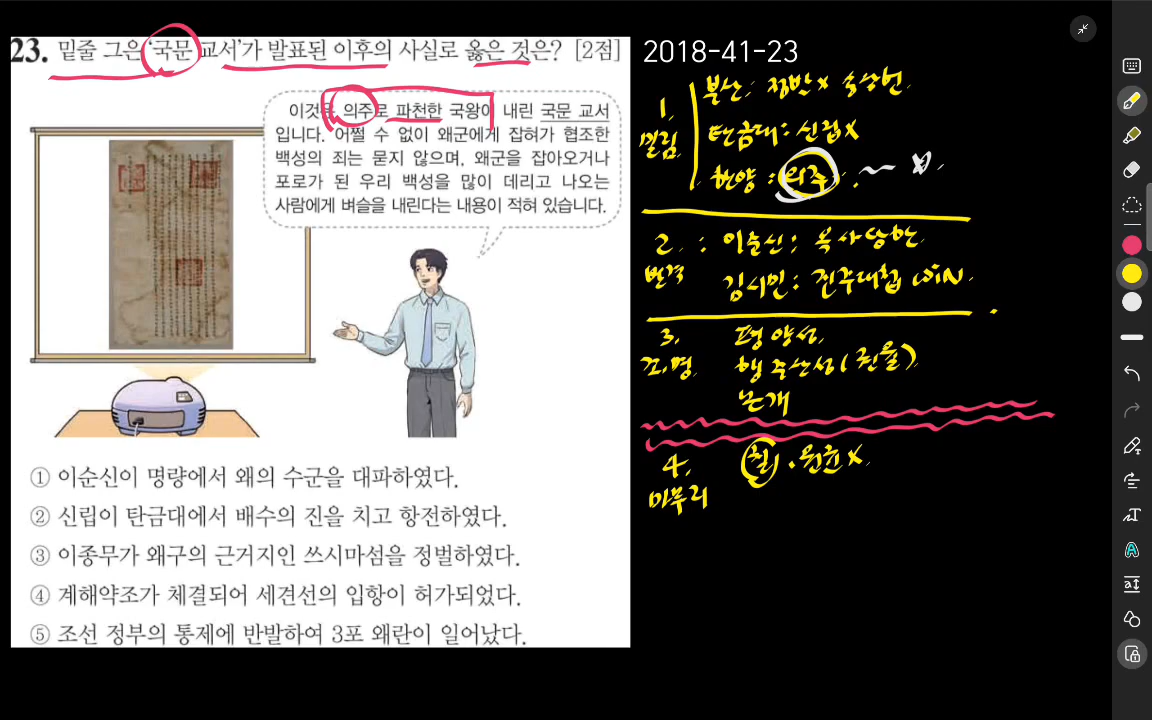 23. 밑줄 그은 '국문 교서'가 발표된 이후의 사실로 옳은 것은? [2점]
이것은 의주로 파천한 국왕이 내린 국문 교서
입니다. 어쩔 수 없이 왜군에게 잡혀가 협조한
백성의 죄는 묻지 않으며, 왜군을 잡아오거나
포로가 된 우리 백성을 많이 데리고 나오는
사람에게 벼슬을 내린다는 내용이 적혀 있습니다.
① 이순신이 명량에서 왜의 수군을 대파하였다.
② 신립이 탄금대에서 배수의 진을 치고 항전하였다.
③ 이종무가 왜구의 근거지인 쓰시마섬을 정벌하였다.
④ 계해약조가 체결되어 세견선의 입항이 허가되었다.
⑤ 조선 정부의 통제에 반발하여 3포 왜란이 일어났다.
2018-41-23
1. 밀림
부산: 정발x 송상현
탄금대: 신립x
한양: 의주.
2. : 이순신: 옥사당한
반격 김시민: 진주대첩 WiN.
3. 평양성
조.명 행주산성(권율)
논개
4. 칠. 원균x
마무리